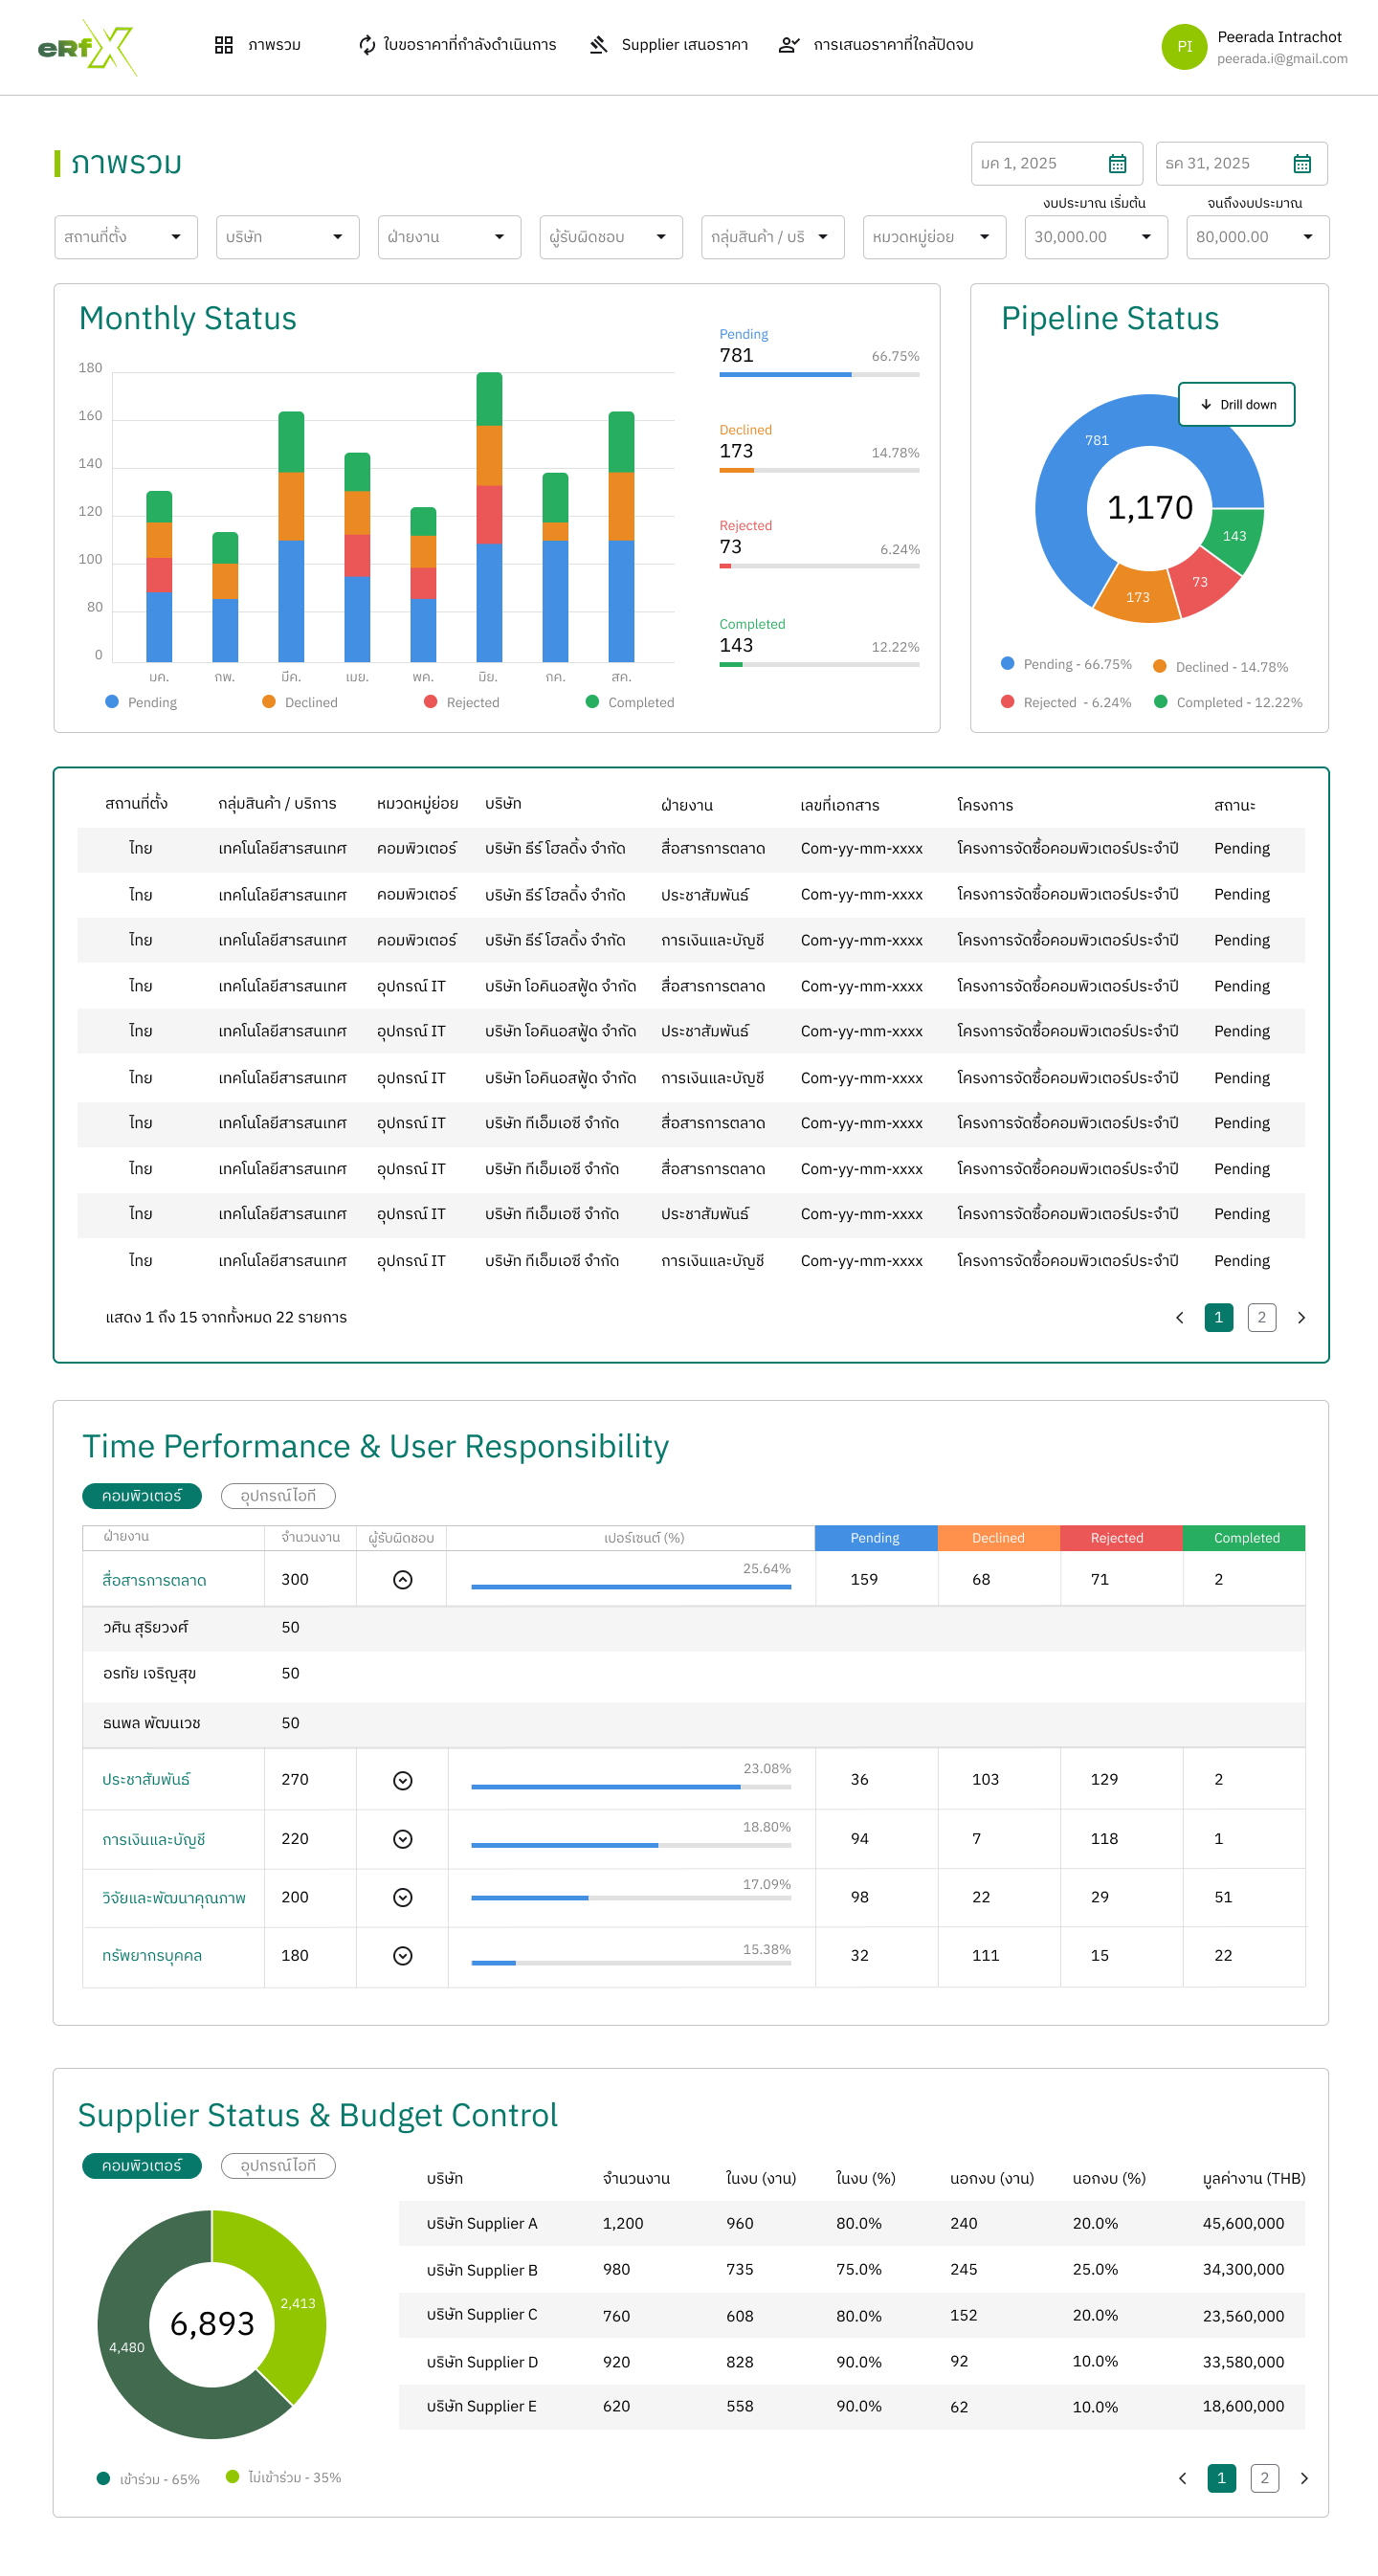 eRfX
ภาพรวม ใบขอราคาที่กำลังดำเนินการ Supplier เสนอราคา การเสนอราคาที่ใกล้ปิดจบ
PI Peerada Intrachot
peerada.i@gmail.com
ภาพรวม
มค 1, 2025 ธค 31, 2025
งบประมาณ เริ่มต้น จนถึงงบประมาณ
สถานที่ตั้ง บริษัท ฝ่ายงาน ผู้รับผิดชอบ กลุ่มสินค้า / บริ หมวดหมู่ย่อย 30,000.00 80,000.00
Monthly Status
180
160
140
120
100
80
0
มค. กพ. มีค. เมย. พค. มิย. กค. สค.
Pending Declined Rejected Completed
Pending
781 66.75%
Declined
173 14.78%
Rejected
73 6.24%
Completed
143 12.22%
Pipeline Status
Drill down
781
1,170
143
73
173
Pending - 66.75% Declined - 14.78%
Rejected - 6.24% Completed - 12.22%
สถานที่ตั้ง กลุ่มสินค้า / บริการ หมวดหมู่ย่อย บริษัท ฝ่ายงาน เลขที่เอกสาร โครงการ สถานะ
ไทย เทคโนโลยีสารสนเทศ คอมพิวเตอร์ บริษัท ธีร์ โฮลดิ้ง จำกัด สื่อสารการตลาด Com-yy-mm-xxxx โครงการจัดซื้อคอมพิวเตอร์ประจำปี Pending
ไทย เทคโนโลยีสารสนเทศ คอมพิวเตอร์ บริษัท ธีร์ โฮลดิ้ง จำกัด ประชาสัมพันธ์ Com-yy-mm-xxxx โครงการจัดซื้อคอมพิวเตอร์ประจำปี Pending
ไทย เทคโนโลยีสารสนเทศ คอมพิวเตอร์ บริษัท ธีร์ โฮลดิ้ง จำกัด การเงินและบัญชี Com-yy-mm-xxxx โครงการจัดซื้อคอมพิวเตอร์ประจำปี Pending
ไทย เทคโนโลยีสารสนเทศ อุปกรณ์ IT บริษัท โอคินอสฟู้ด จำกัด สื่อสารการตลาด Com-yy-mm-xxxx โครงการจัดซื้อคอมพิวเตอร์ประจำปี Pending
ไทย เทคโนโลยีสารสนเทศ อุปกรณ์ IT บริษัท โอคินอสฟู้ด จำกัด ประชาสัมพันธ์ Com-yy-mm-xxxx โครงการจัดซื้อคอมพิวเตอร์ประจำปี Pending
ไทย เทคโนโลยีสารสนเทศ อุปกรณ์ IT บริษัท โอคินอสฟู้ด จำกัด การเงินและบัญชี Com-yy-mm-xxxx โครงการจัดซื้อคอมพิวเตอร์ประจำปี Pending
ไทย เทคโนโลยีสารสนเทศ อุปกรณ์ IT บริษัท ทีเอ็มเอซี จำกัด สื่อสารการตลาด Com-yy-mm-xxxx โครงการจัดซื้อคอมพิวเตอร์ประจำปี Pending
ไทย เทคโนโลยีสารสนเทศ อุปกรณ์ IT บริษัท ทีเอ็มเอซี จำกัด สื่อสารการตลาด Com-yy-mm-xxxx โครงการจัดซื้อคอมพิวเตอร์ประจำปี Pending
ไทย เทคโนโลยีสารสนเทศ อุปกรณ์ IT บริษัท ทีเอ็มเอซี จำกัด ประชาสัมพันธ์ Com-yy-mm-xxxx โครงการจัดซื้อคอมพิวเตอร์ประจำปี Pending
ไทย เทคโนโลยีสารสนเทศ อุปกรณ์ IT บริษัท ทีเอ็มเอซี จำกัด การเงินและบัญชี Com-yy-mm-xxxx โครงการจัดซื้อคอมพิวเตอร์ประจำปี Pending
แสดง 1 ถึง 15 จากทั้งหมด 22 รายการ 1 2
Time Performance & User Responsibility
คอมพิวเตอร์ อุปกรณ์ไอที
ฝ่ายงาน จำนวนงาน ผู้รับผิดชอบ เปอร์เซนต์ (%) Pending Declined Rejected Completed
สื่อสารการตลาด 300 25.64% 159 68 71 2
วศิน สุริยวงศ์ 50
อรทัย เจริญสุข 50
ธนพล พัฒนเวช 50
ประชาสัมพันธ์ 270 23.08% 36 103 129 2
การเงินและบัญชี 220 18.80% 94 7 118 1
วิจัยและพัฒนาคุณภาพ 200 17.09% 98 22 29 51
ทรัพยากรบุคคล 180 15.38% 32 111 15 22
Supplier Status & Budget Control
คอมพิวเตอร์ อุปกรณ์ไอที
2,413
6,893
4,480
เข้าร่วม - 65% ไม่เข้าร่วม - 35%
บริษัท จำนวนงาน ในงบ (งาน) ในงบ (%) นอกงบ (งาน) นอกงบ (%) มูลค่างาน (THB)
บริษัท Supplier A 1,200 960 80.0% 240 20.0% 45,600,000
บริษัท Supplier B 980 735 75.0% 245 25.0% 34,300,000
บริษัท Supplier C 760 608 80.0% 152 20.0% 23,560,000
บริษัท Supplier D 920 828 90.0% 92 10.0% 33,580,000
บริษัท Supplier E 620 558 90.0% 62 10.0% 18,600,000
1 2